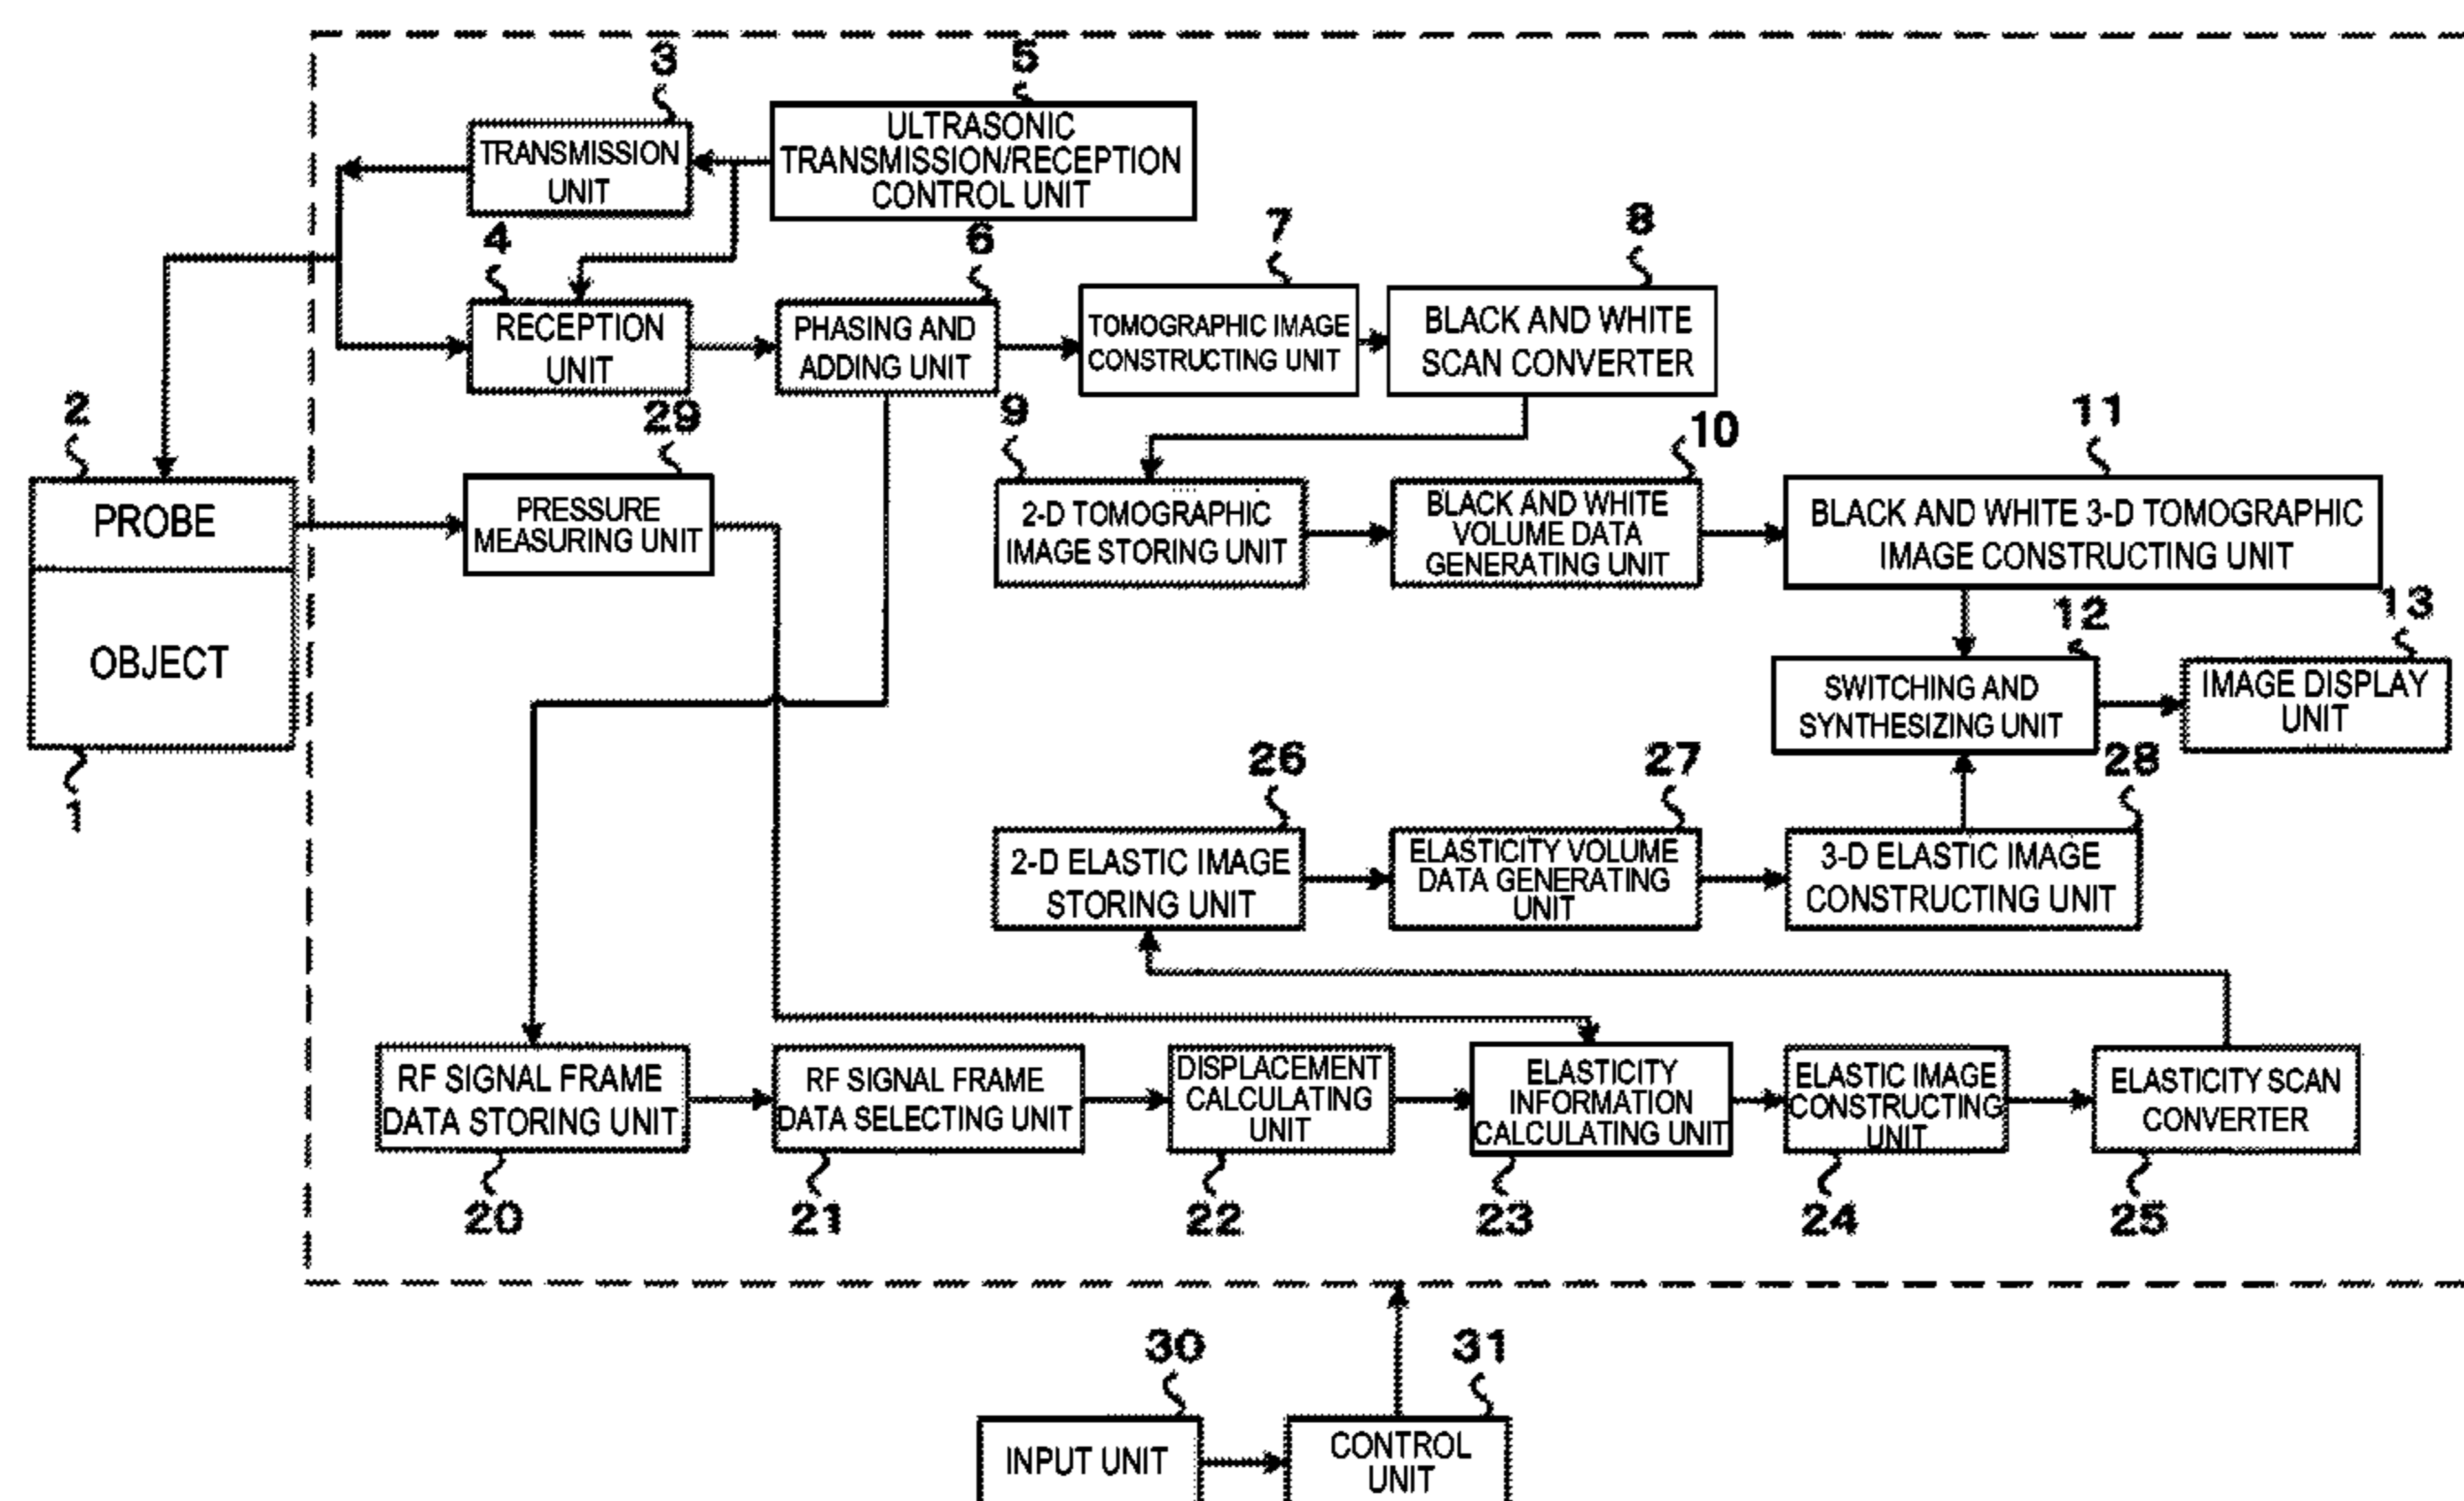 3
5
TRANSMISSION
UNIT
ULTRASONIC
TRANSMISSION/RECEPTION
CONTROL UNIT
4
6
7
8
RECEPTION
UNIT
PHASING AND
ADDING UNIT
TOMOGRAPHIC IMAGE
CONSTRUCTING UNIT
BLACK AND WHITE
SCAN CONVERTER
2
29
9
10
11
PROBE
OBJECT
1
PRESSURE
MEASURING UNIT
2-D TOMOGRAPHIC
IMAGE STORING UNIT
BLACK AND WHITE
VOLUME DATA
GENERATING UNIT
BLACK AND WHITE 3-D TOMOGRAPHIC
IMAGE CONSTRUCTING UNIT
12
13
SWITCHING AND
SYNTHESIZING UNIT
IMAGE DISPLAY
UNIT
26
27
28
2-D ELASTIC IMAGE
STORING UNIT
ELASTICITY VOLUME
DATA GENERATING
UNIT
3-D ELASTIC IMAGE
CONSTRUCTING UNIT
RF SIGNAL FRAME
DATA STORING UNIT
RF SIGNAL FRAME
DATA SELECTING UNIT
DISPLACEMENT
CALCULATING
UNIT
ELASTICITY
INFORMATION
CALCULATING UNIT
ELASTIC IMAGE
CONSTRUCTING
UNIT
ELASTICITY SCAN
CONVERTER
20
21
22
23
24
25
30
31
INPUT UNIT
CONTROL
UNIT